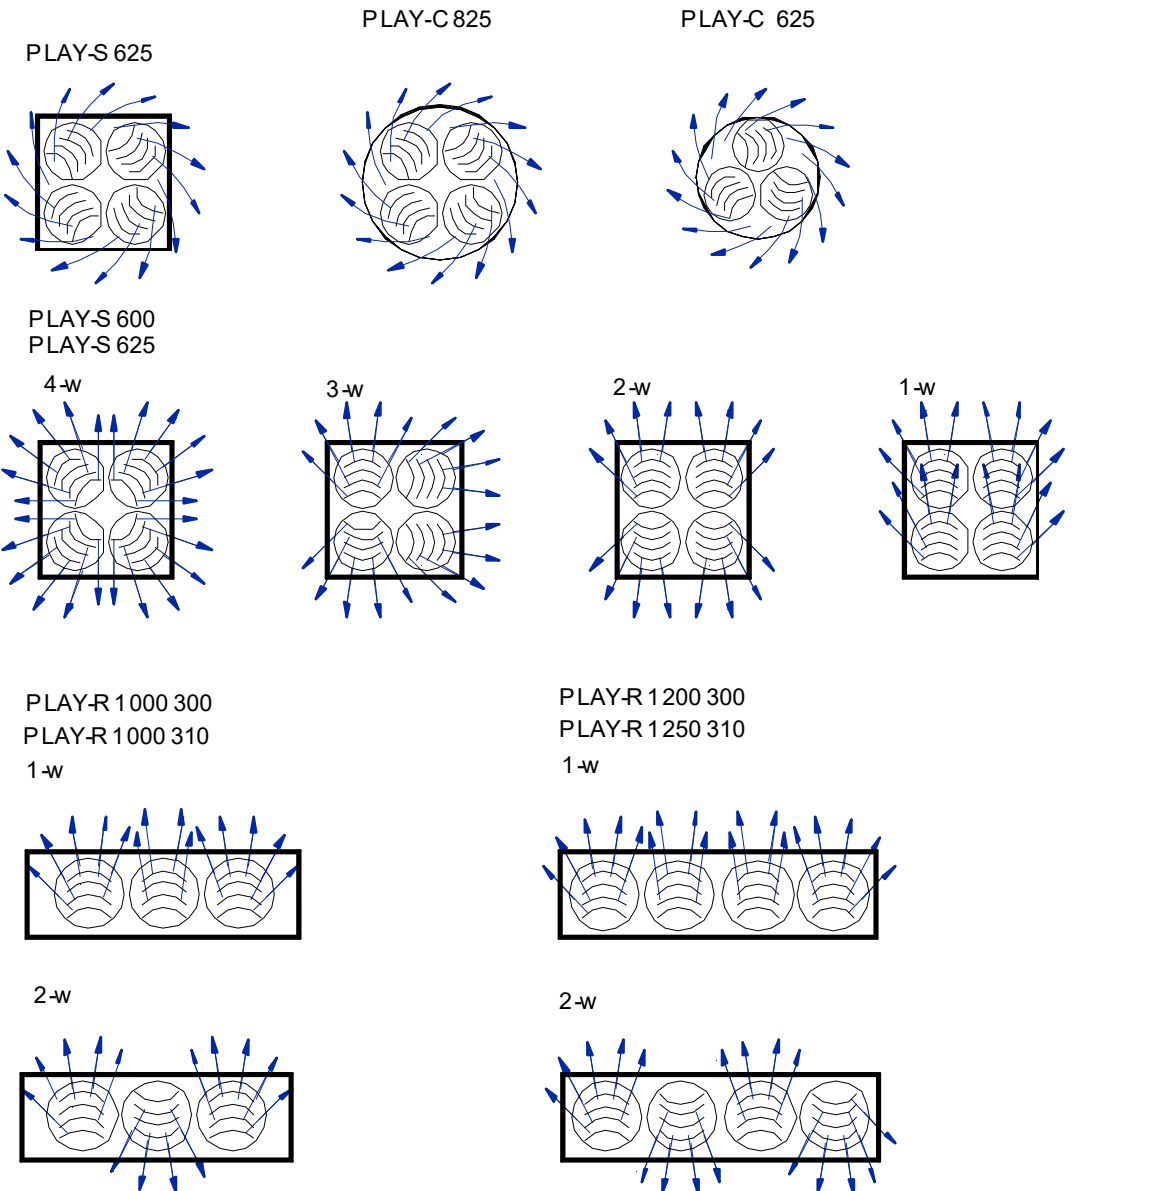 PLAY-C 825
PLAY-C 625
PLAY-S 625
PLAY-S 600
PLAY-S 625
4-w
3-w
2-w
1-w
PLAY-R 1000 300
PLAY-R 1000 310
1-w
PLAY-R 1200 300
PLAY-R 1250 310
1-w
2-w
2-w